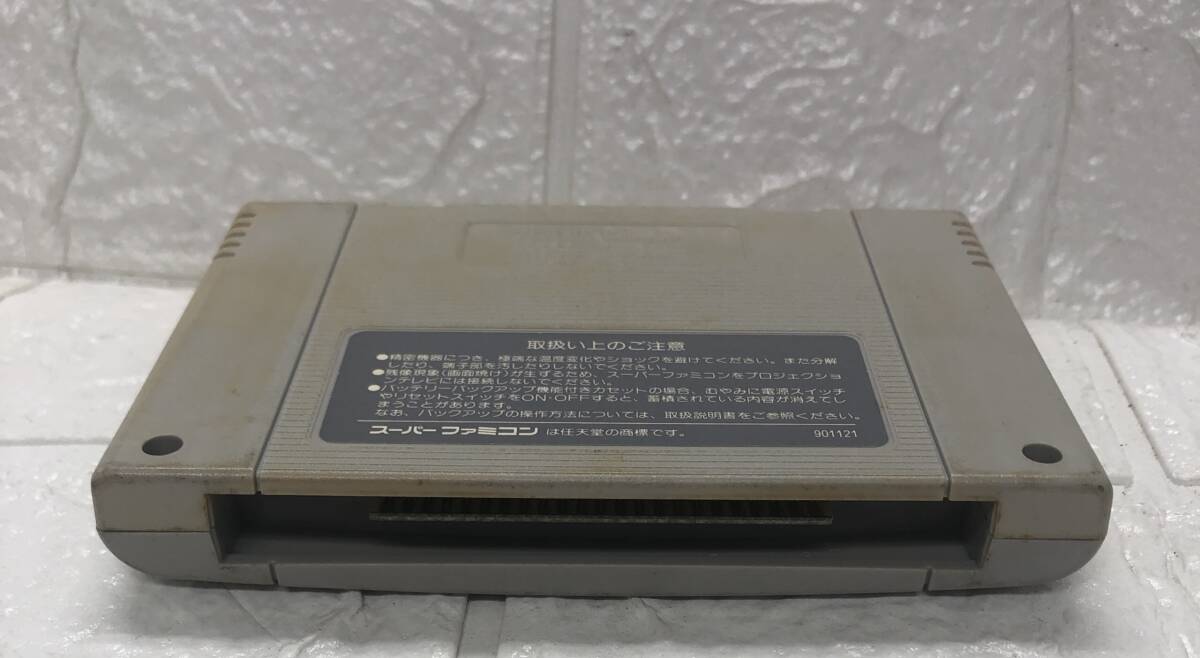 取扱い上のご注意
●精密機器につき、極端な温度変化やショックを避けてください。また分解
したり、端子部を汚したりしないでください。
●残像現象(画面焼け)が生ずるため、スーパーファミコンをプロジェクショ
ンテレビには接続しないでください。
●バッテリーバックアップ機能付きカセットの場合、むやみに電源スイッチ
やリセットスイッチをON・OFFすると、蓄積されている内容が消えてし
まうことがあります。
なお、バックアップの操作方法については、取扱説明書をご参照ください。
スーパーファミコン は任天堂の商標です。 901121